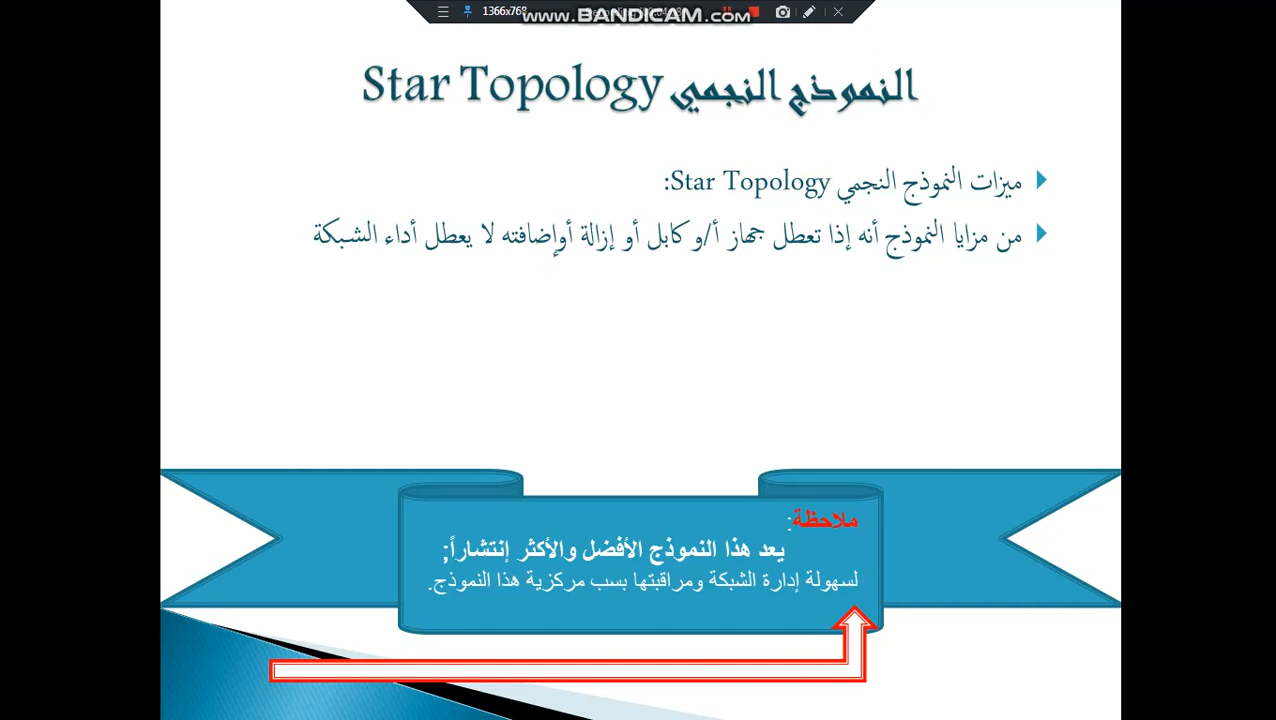 1366x768
www.BANDICAM.com
النموذج النجمي Star Topology
ميزات النموذج النجمي Star Topology:
من مزايا النموذج أنه إذا تعطل جهاز أ/و كابل أو إزالة أوإضافته لا يعطل أداء الشبكة
ملاحظة:
يعد هذا النموذج الأفضل والأكثر إنتشاراً;
لسهولة إدارة الشبكة ومراقبتها بسب مركزية هذا النموذج.